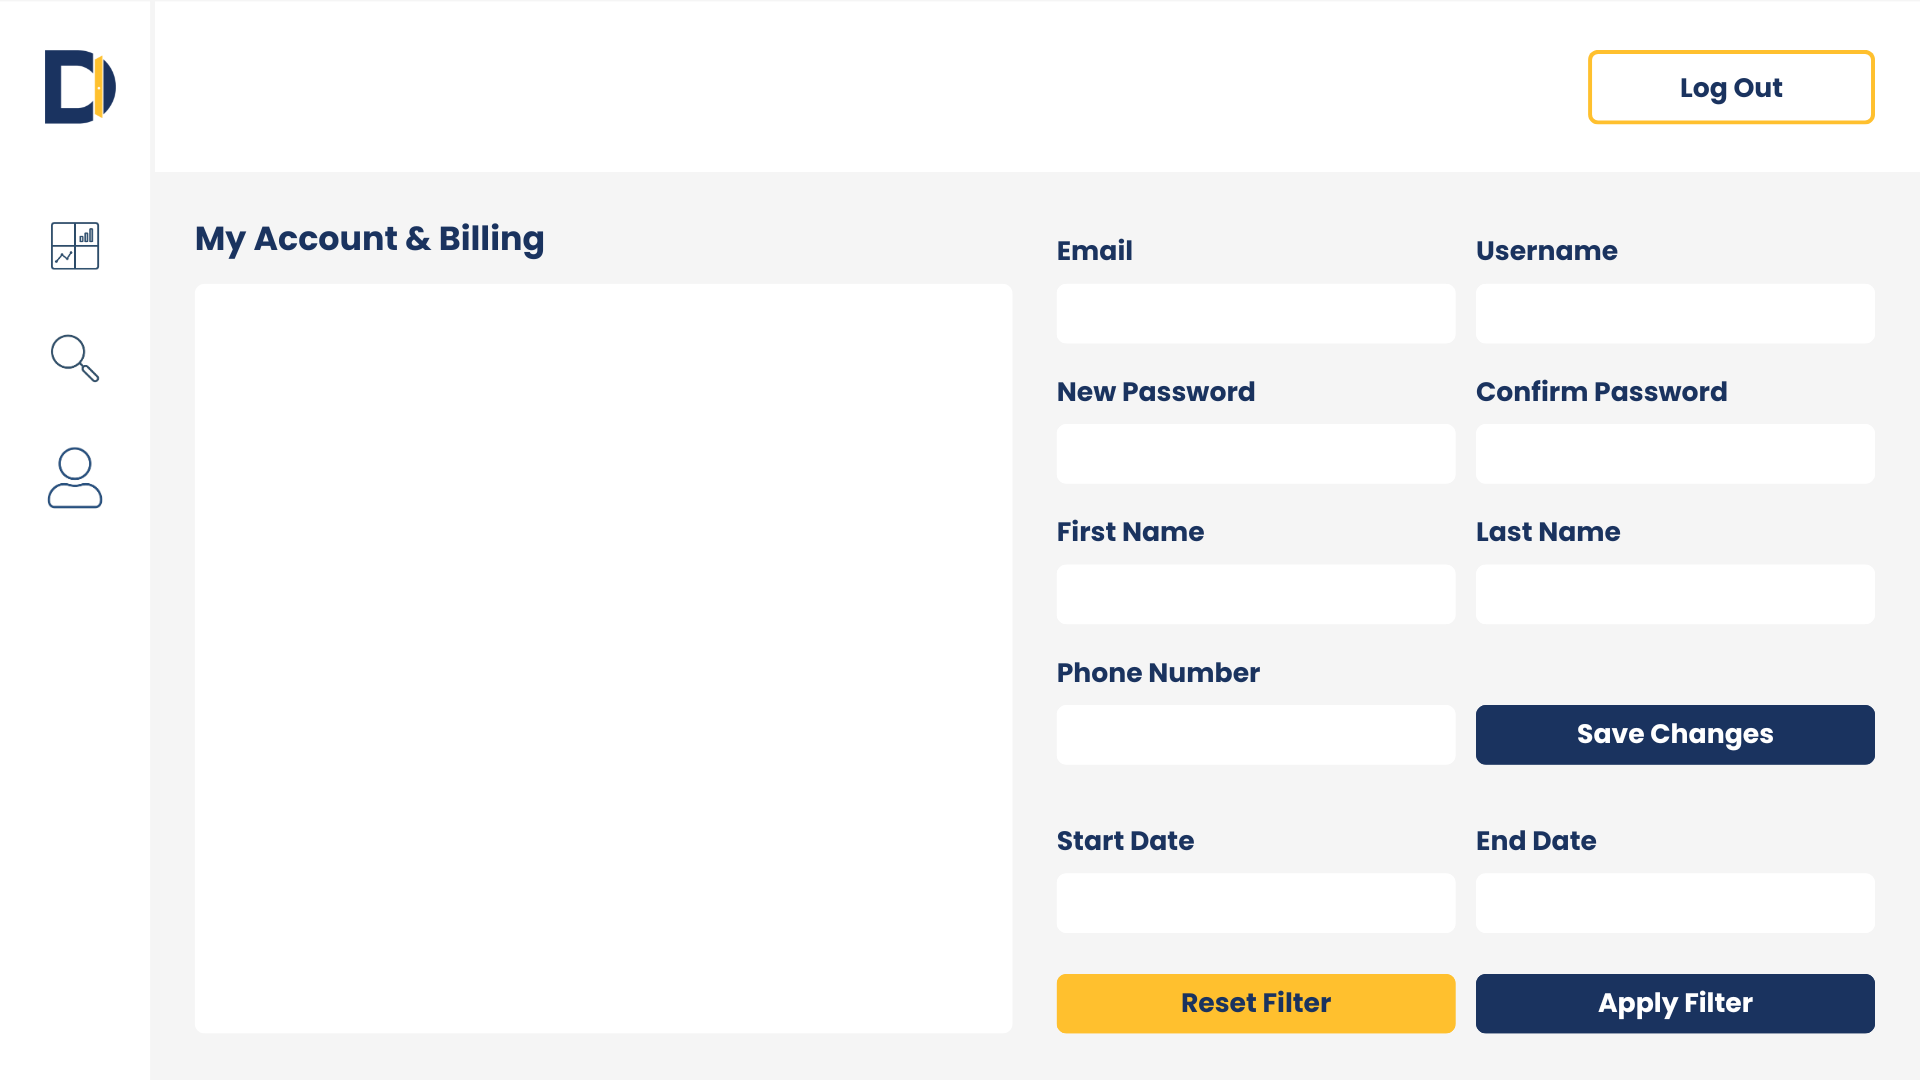 Log Out
My Account & Billing
Email
Username
New Password
Confirm Password
First Name
Last Name
Phone Number
Save Changes
Start Date
End Date
Reset Filter
Apply Filter